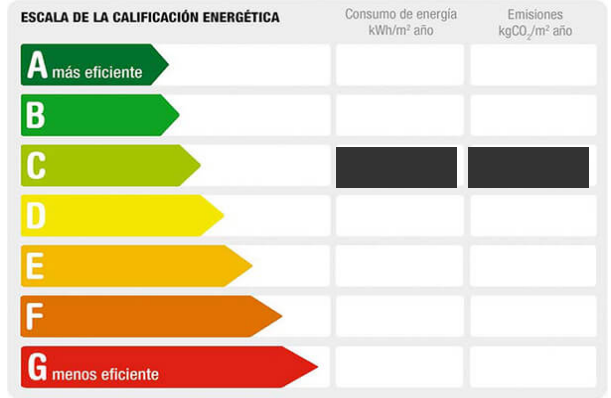 ESCALA DE LA CALIFICACIÓN ENERGÉTICA
Consumo de energía
kWh/m² año
Emisiones
kgCO₂/m² año
A más eficiente
B
C
D
E
F
G menos eficiente